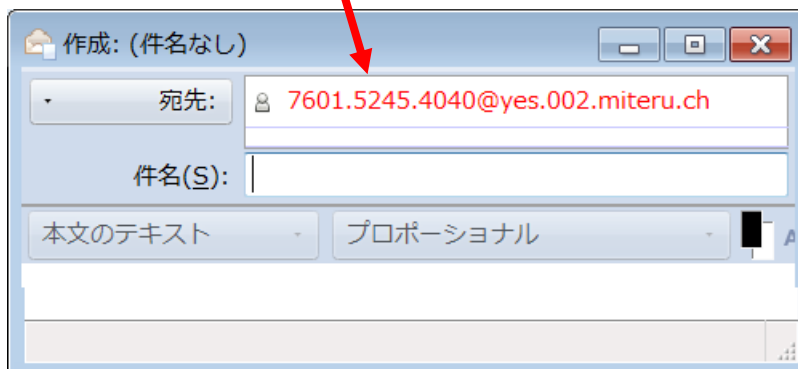 作成: (件名なし)
宛先: 7601.5245.4040@yes.002.miteru.ch
件名(S):
本文のテキスト プロポーショナル A